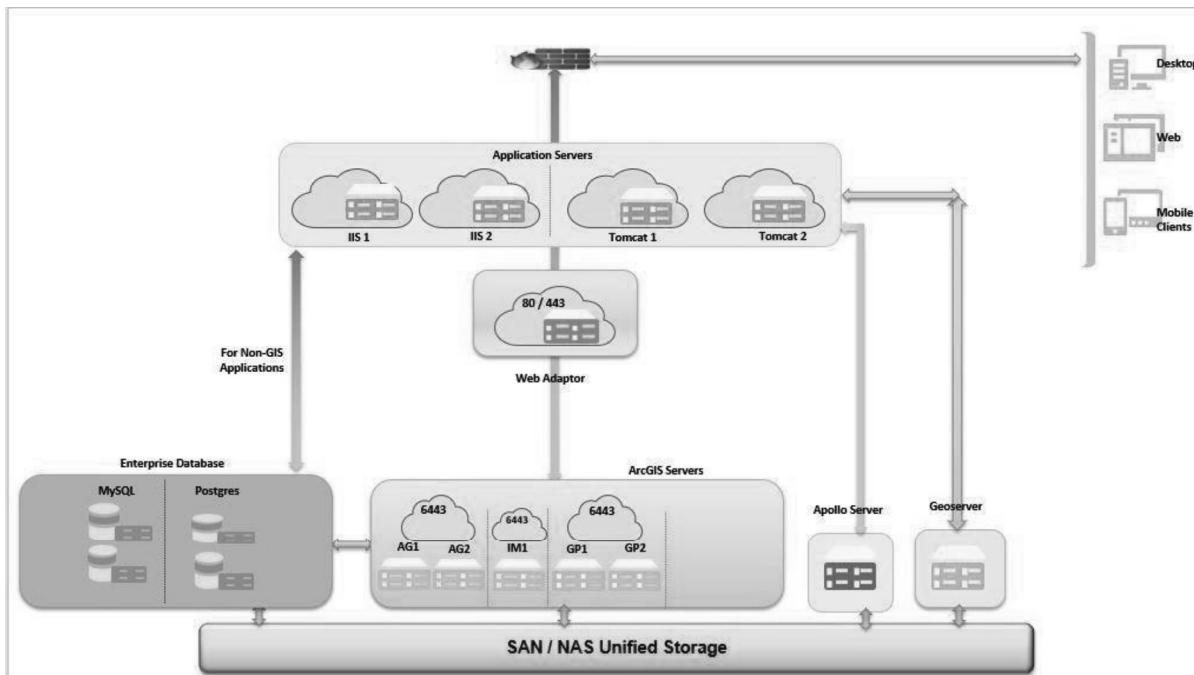 Desktop
Web
Mobile
Clients
Application Servers
IIS 1
IIS 2
Tomcat 1
Tomcat 2
80 / 443
Web Adaptor
For Non-GIS
Applications
Enterprise Database
MySQL
Postgres
ArcGIS Servers
6443
6443
6443
AG1
AG2
IM1
GP1
GP2
Apollo Server
Geoserver
SAN / NAS Unified Storage